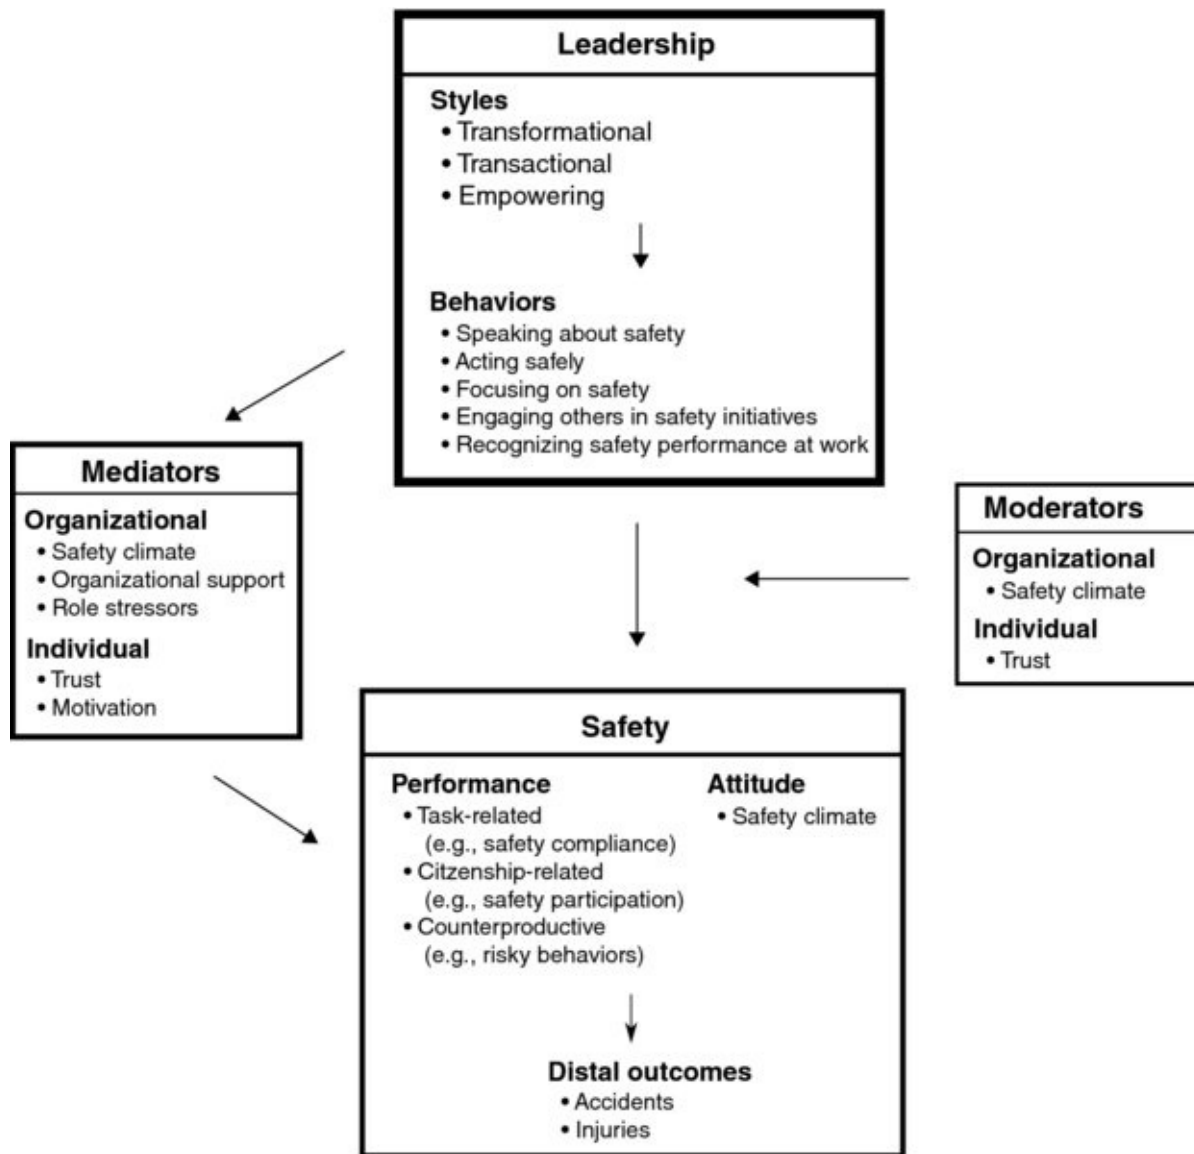 Leadership
Styles
• Transformational
• Transactional
• Empowering
Behaviors
• Speaking about safety
• Acting safely
• Focusing on safety
• Engaging others in safety initiatives
• Recognizing safety performance at work
Mediators
Organizational
• Safety climate
• Organizational support
• Role stressors
Individual
• Trust
• Motivation
Moderators
Organizational
• Safety climate
Individual
• Trust
Safety
Performance
• Task-related
(e.g., safety compliance)
• Citzenship-related
(e.g., safety participation)
• Counterproductive
(e.g., risky behaviors)
Attitude
• Safety climate
Distal outcomes
• Accidents
• Injuries